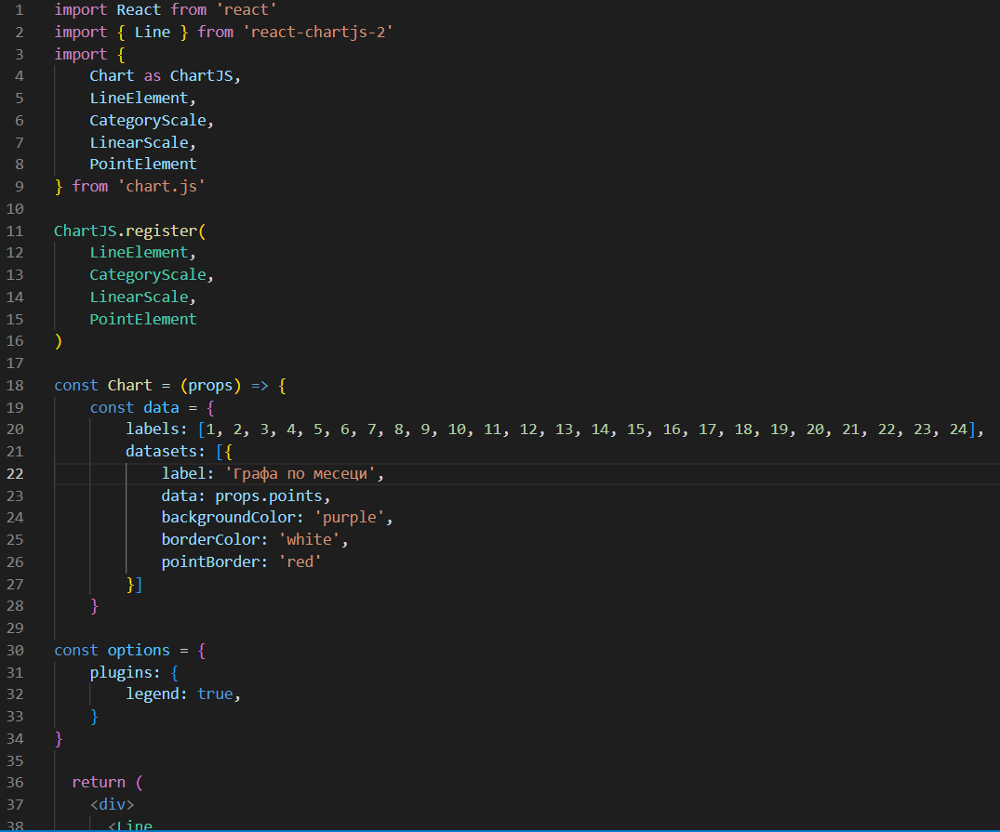 1 import React from 'react'
2 import { Line } from 'react-chartjs-2'
3 import {
4 Chart as ChartJS,
5 LineElement,
6 CategoryScale,
7 LinearScale,
8 PointElement
9 } from 'chart.js'
10
11 ChartJS.register(
12 LineElement,
13 CategoryScale,
14 LinearScale,
15 PointElement
16 )
17
18 const Chart = (props) => {
19 const data = {
20 labels: [1, 2, 3, 4, 5, 6, 7, 8, 9, 10, 11, 12, 13, 14, 15, 16, 17, 18, 19, 20, 21, 22, 23, 24],
21 datasets: [{
22 label: 'Графа по месеци',
23 data: props.points,
24 backgroundColor: 'purple',
25 borderColor: 'white',
26 pointBorder: 'red'
27 }]
28 }
29
30 const options = {
31 plugins: {
32 legend: true,
33 }
34 }
35
36 return (
37 <div>
38 <Line